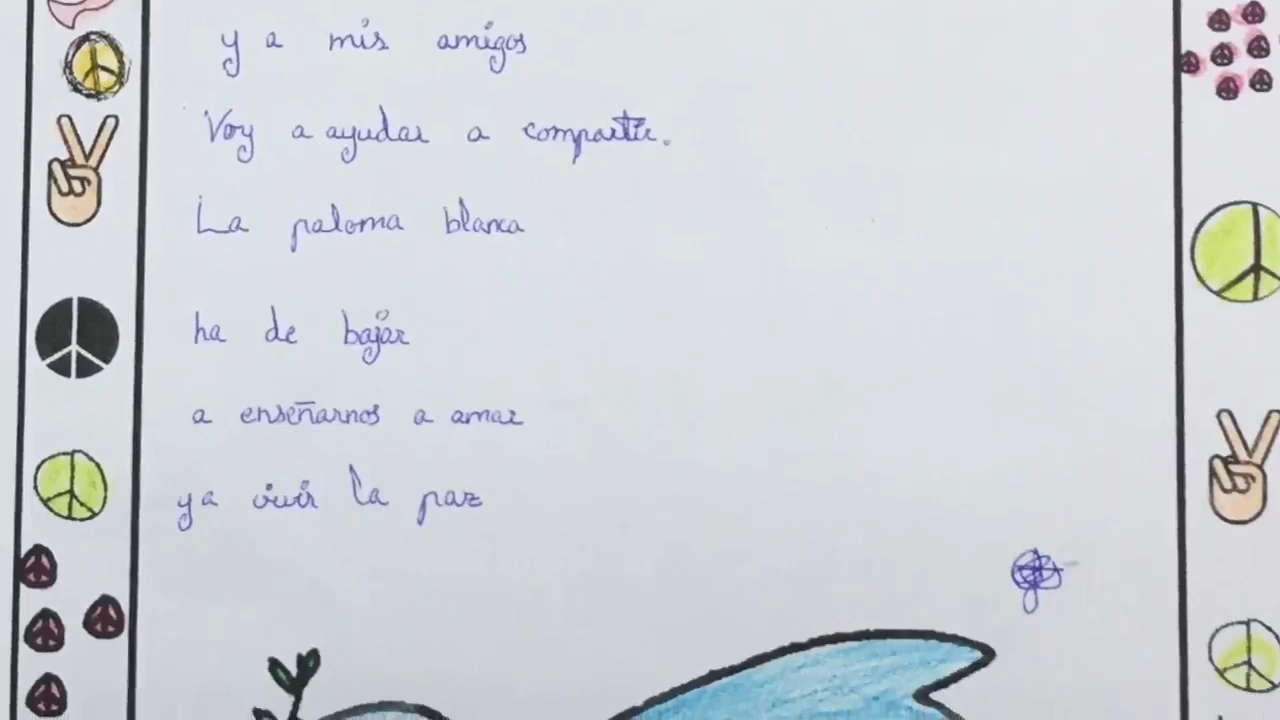 y a mis amigos
Voy a ayudar a compartir.
La paloma blanca
ha de bajar
a enseñarnos a amar
y a vivir la paz